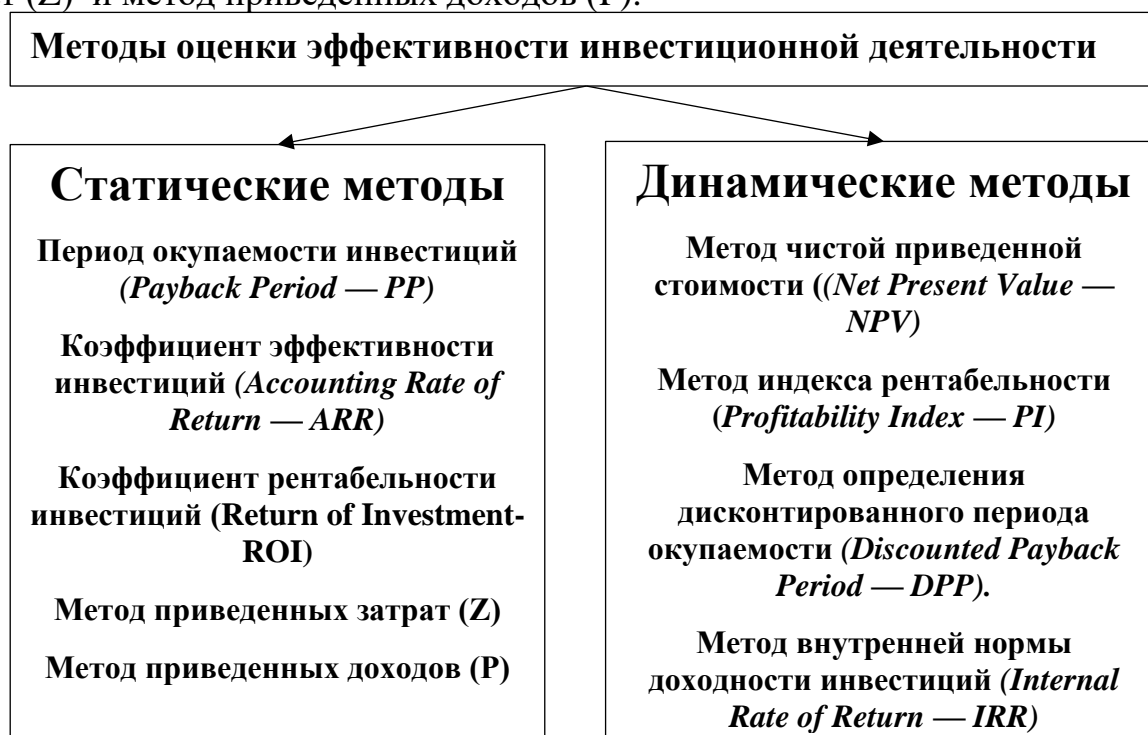 (Z) и метод приведенных доходов (P).
Методы оценки эффективности инвестиционной деятельности
Статические методы
Период окупаемости инвестиций
(Payback Period — PP)
Коэффициент эффективности
инвестиций (Accounting Rate of
Return — ARR)
Коэффициент рентабельности
инвестиций (Return of Investment-
ROI)
Метод приведенных затрат (Z)
Метод приведенных доходов (P)
Динамические методы
Метод чистой приведенной
стоимости ((Net Present Value —
NPV)
Метод индекса рентабельности
(Profitability Index — PI)
Метод определения
дисконтированного периода
окупаемости (Discounted Payback
Period — DPP).
Метод внутренней нормы
доходности инвестиций (Internal
Rate of Return — IRR)